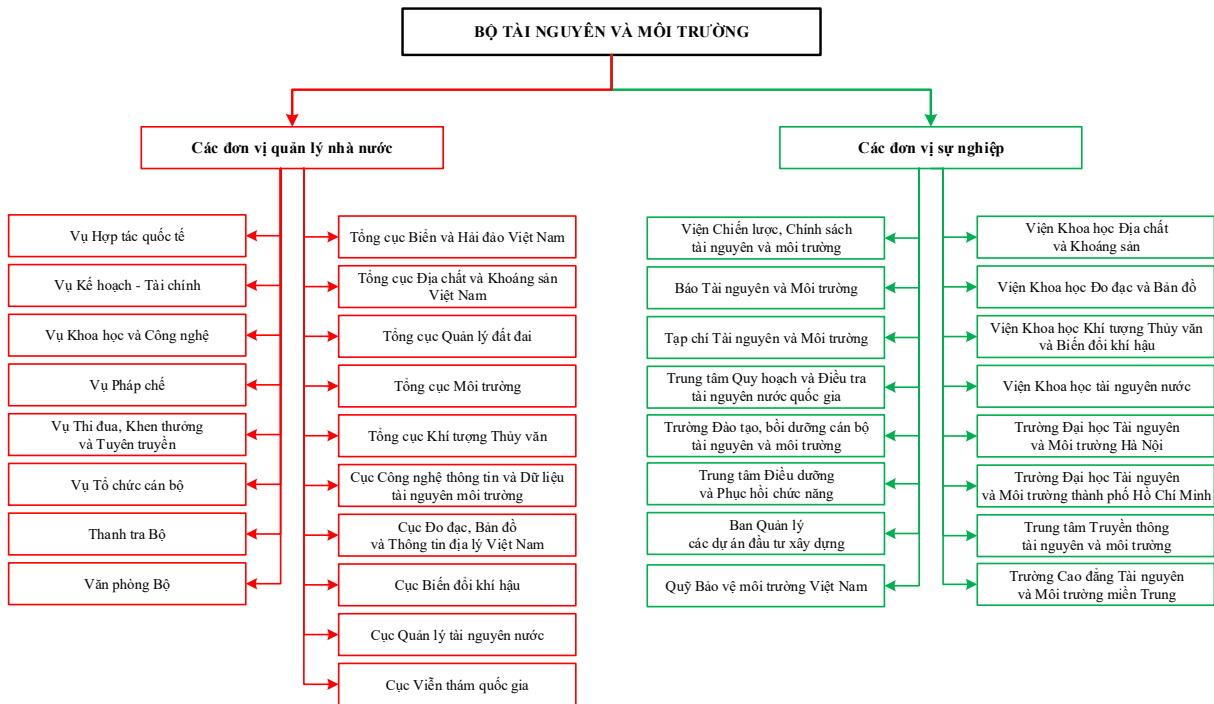 BỘ TÀI NGUYÊN VÀ MÔI TRƯỜNG
Các đơn vị quản lý nhà nước
Vụ Hợp tác quốc tế
Vụ Kế hoạch - Tài chính
Vụ Khoa học và Công nghệ
Vụ Pháp chế
Vụ Thi đua, Khen thưởng
và Tuyên truyền
Vụ Tổ chức cán bộ
Thanh tra Bộ
Văn phòng Bộ
Tổng cục Biển và Hải đảo Việt Nam
Tổng cục Địa chất và Khoáng sản
Việt Nam
Tổng cục Quản lý đất đai
Tổng cục Môi trường
Tổng cục Khí tượng Thủy văn
Cục Công nghệ thông tin và Dữ liệu
tài nguyên môi trường
Cục Đo đạc, Bản đồ
và Thông tin địa lý Việt Nam
Cục Biến đổi khí hậu
Cục Quản lý tài nguyên nước
Cục Viễn thám quốc gia
Các đơn vị sự nghiệp
Viện Chiến lược, Chính sách
tài nguyên và môi trường
Báo Tài nguyên và Môi trường
Tạp chí Tài nguyên và Môi trường
Trung tâm Quy hoạch và Điều tra
tài nguyên nước quốc gia
Trường Đào tạo, bồi dưỡng cán bộ
tài nguyên và môi trường
Trung tâm Điều dưỡng
và Phục hồi chức năng
Ban Quản lý
các dự án đầu tư xây dựng
Quỹ Bảo vệ môi trường Việt Nam
Viện Khoa học Địa chất
và Khoáng sản
Viện Khoa học Đo đạc và Bản đồ
Viện Khoa học Khí tượng Thủy văn
và Biến đổi khí hậu
Viện Khoa học tài nguyên nước
Trường Đại học Tài nguyên
và Môi trường Hà Nội
Trường Đại học Tài nguyên
và Môi trường thành phố Hồ Chí Minh
Trung tâm Truyền thông
tài nguyên và môi trường
Trường Cao đẳng Tài nguyên
và Môi trường miền Trung